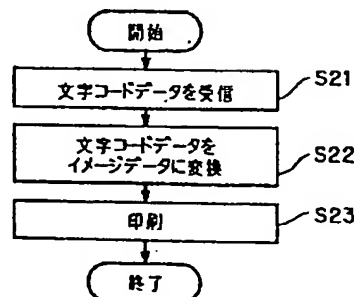 開始
文字コードデータを受信
S21
文字コードデータを
イメージデータに変換
S22
印刷
S23
終了